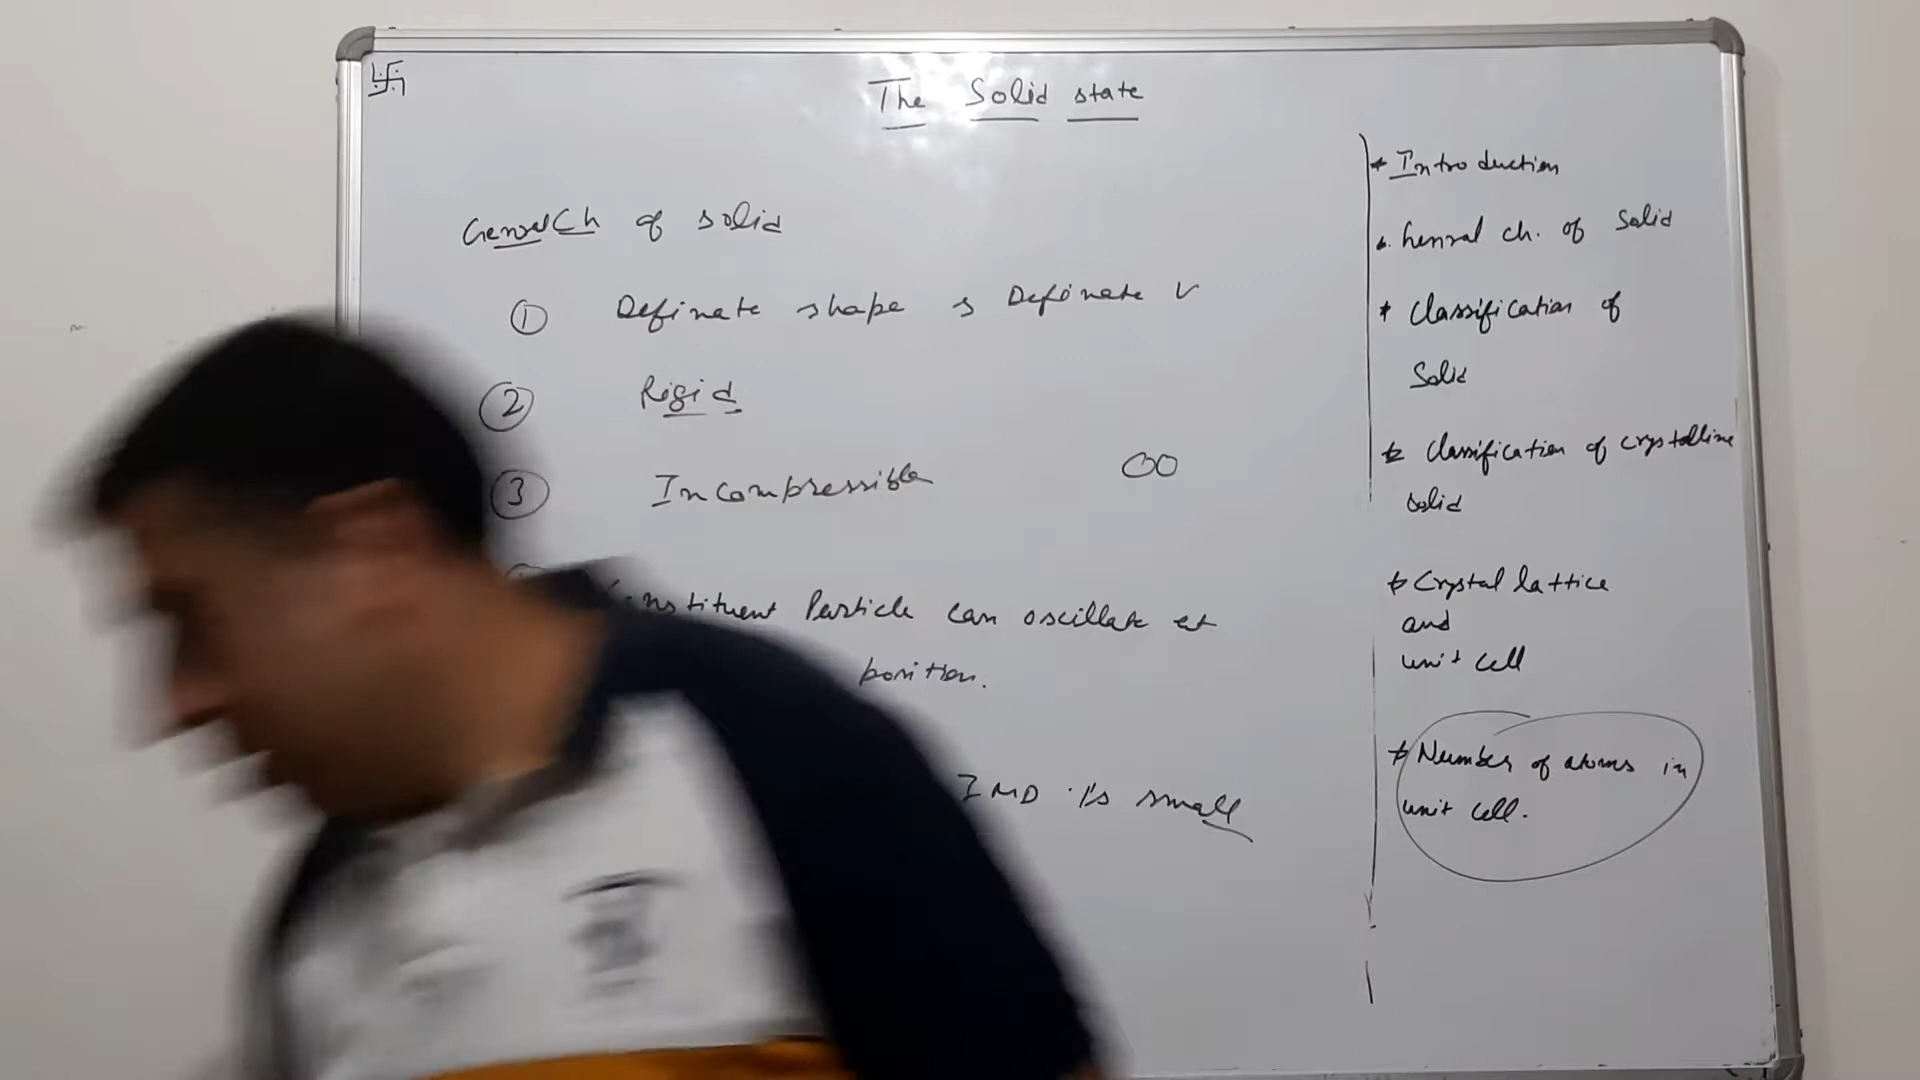 The Solid state
General Ch of solid
① Definate shape & Definate v
② Rigid
③ Incompressible
Constituent Particle can oscillate at
position.
IMD is small
* Introduction
Genral ch. of Solid
* Classification of
Solid
* Classification of crystalline
solid
* Crystal lattice
and
unit cell
* Number of atoms in
unit cell.